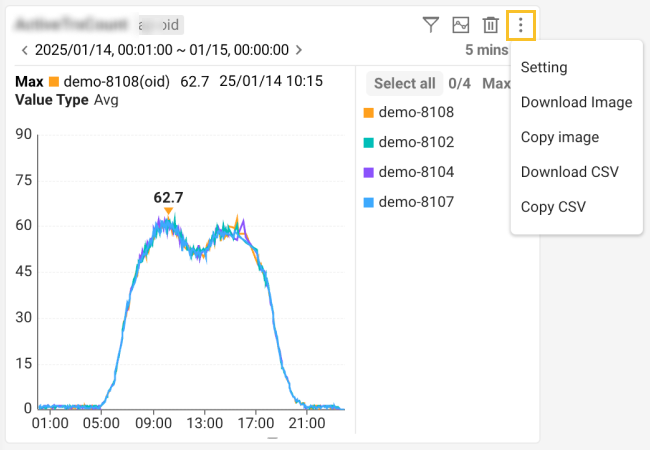 oid
2025/01/14, 00:01:00 ~ 01/15, 00:00:00
5 mins
Setting
Download Image
Copy image
Download CSV
Copy CSV
Max demo-8108(oid) 62.7 25/01/14 10:15
Value Type Avg
Select all 0/4 Max
demo-8108
demo-8102
demo-8104
demo-8107
90
75
60
45
30
15
0
62.7
01:00 05:00 09:00 13:00 17:00 21:00